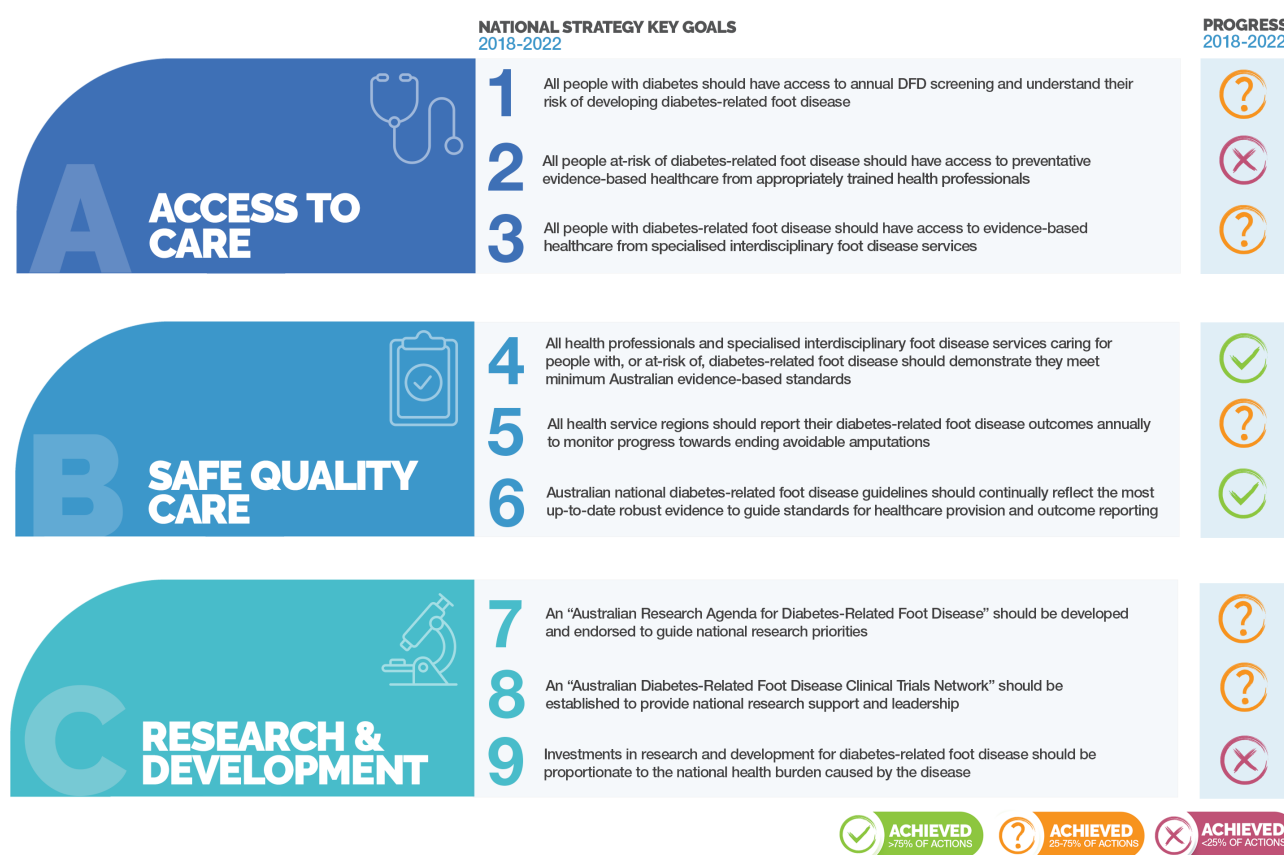 NATIONAL STRATEGY KEY GOALS
2018-2022
PROGRESS
2018-2022
A
ACCESS TO
CARE
1
All people with diabetes should have access to annual DFD screening and understand their
risk of developing diabetes-related foot disease
?
2
All people at-risk of diabetes-related foot disease should have access to preventative
evidence-based healthcare from appropriately trained health professionals
3
All people with diabetes-related foot disease should have access to evidence-based
healthcare from specialised interdisciplinary foot disease services
?
B
SAFE QUALITY
CARE
4
All health professionals and specialised interdisciplinary foot disease services caring for
people with, or at-risk of, diabetes-related foot disease should demonstrate they meet
minimum Australian evidence-based standards
5
All health service regions should report their diabetes-related foot disease outcomes annually
to monitor progress towards ending avoidable amputations
?
6
Australian national diabetes-related foot disease guidelines should continually reflect the most
up-to-date robust evidence to guide standards for healthcare provision and outcome reporting
C
RESEARCH &
DEVELOPMENT
7
An “Australian Research Agenda for Diabetes-Related Foot Disease” should be developed
and endorsed to guide national research priorities
?
8
An “Australian Diabetes-Related Foot Disease Clinical Trials Network” should be
established to provide national research support and leadership
?
9
Investments in research and development for diabetes-related foot disease should be
proportionate to the national health burden caused by the disease
ACHIEVED
>75% OF ACTIONS
?
ACHIEVED
25-75% OF ACTIONS
ACHIEVED
<25% OF ACTIONS